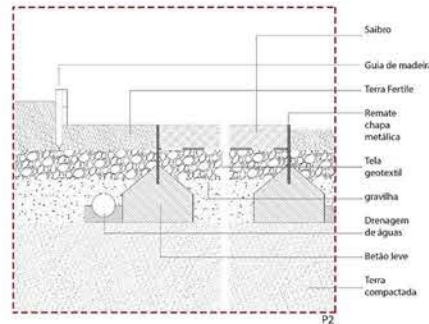 Saibro
Guia de madeira
Terra Fertile
Remate
chapa
metálica
Tela
geotextil
gravilha
Drenagem
de águas
Betão leve
Terra
compactada
P2